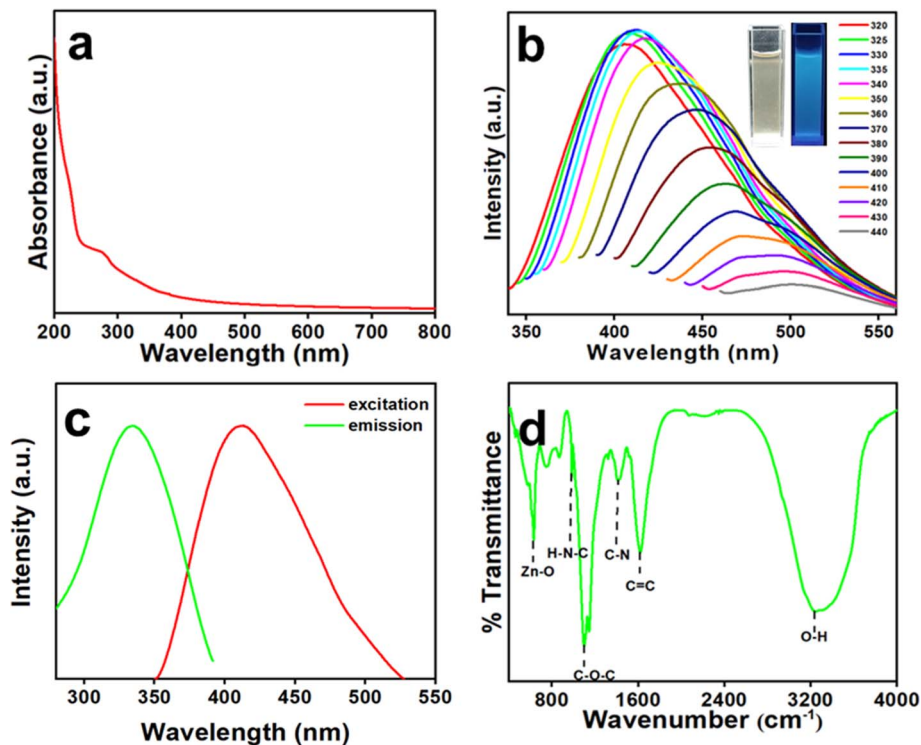 a
Absorbance (a.u.)
200 300 400 500 600 700 800
Wavelength (nm)
b
Intensity (a.u.)
320
325
330
335
340
350
360
370
380
390
400
410
420
430
440
350 400 450 500 550
Wavelength (nm)
c
excitation
emission
Intensity (a.u.)
300 350 400 450 500 550
Wavelength (nm)
d
% Transmittance
Zn-O
H-N-C
C-O-C
C-N
C=C
O-H
800 1600 2400 3200 4000
Wavenumber (cm⁻¹)